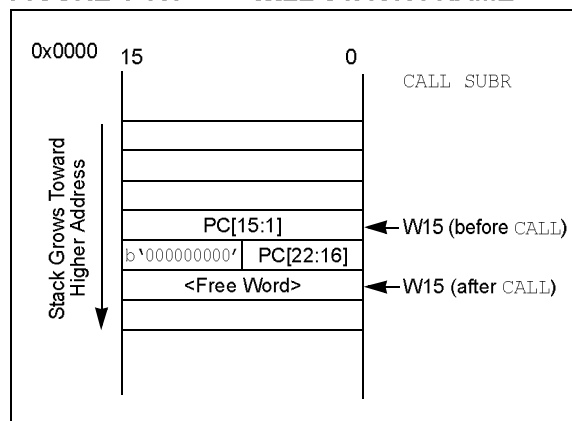 0x0000 15 0
CALL SUBR
Stack Grows Toward
Higher Address
PC[15:1]
W15 (before CALL)
b'000000000' PC[22:16]
<Free Word>
W15 (after CALL)